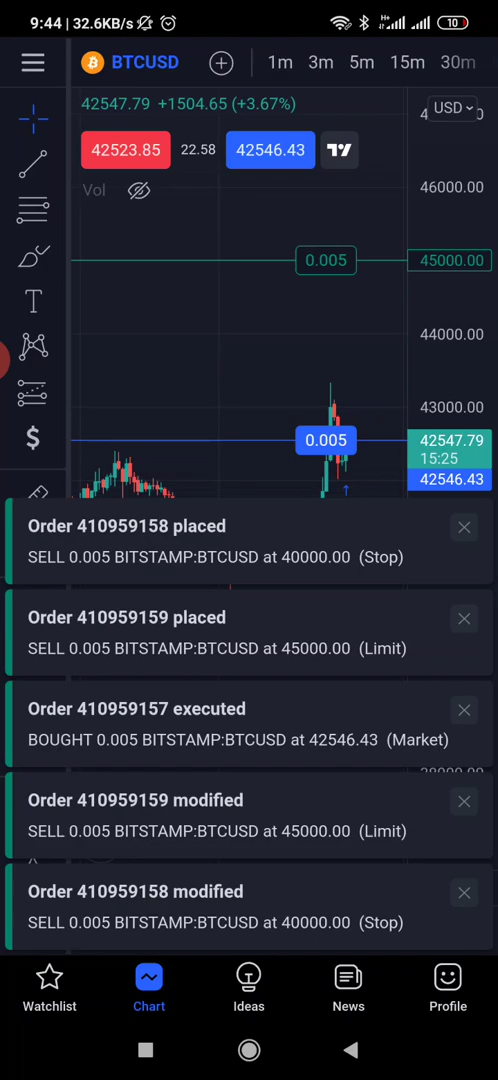 9:44 | 32.6KB/s
H+
10
BTCUSD
1m 3m 5m 15m 30m
42547.79 +1504.65 (+3.67%)
USD
42523.85
22.58
42546.43
Vol
46000.00
0.005
45000.00
44000.00
43000.00
0.005
42547.79
15:25
42546.43
Order 410959158 placed
SELL 0.005 BITSTAMP:BTCUSD at 40000.00 (Stop)
Order 410959159 placed
SELL 0.005 BITSTAMP:BTCUSD at 45000.00 (Limit)
Order 410959157 executed
BOUGHT 0.005 BITSTAMP:BTCUSD at 42546.43 (Market)
Order 410959159 modified
SELL 0.005 BITSTAMP:BTCUSD at 45000.00 (Limit)
Order 410959158 modified
SELL 0.005 BITSTAMP:BTCUSD at 40000.00 (Stop)
Watchlist
Chart
Ideas
News
Profile